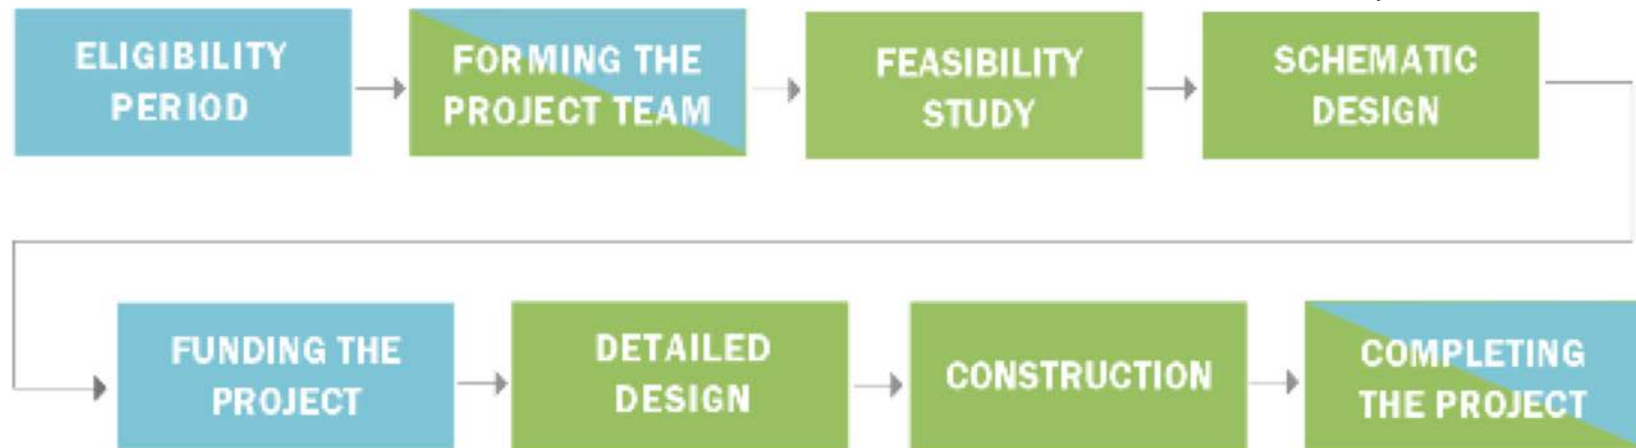 ELIGIBILITY
PERIOD
FORMING THE
PROJECT TEAM
FEASIBILITY
STUDY
SCHEMATIC
DESIGN
FUNDING THE
PROJECT
DETAILED
DESIGN
CONSTRUCTION
COMPLETING
THE PROJECT